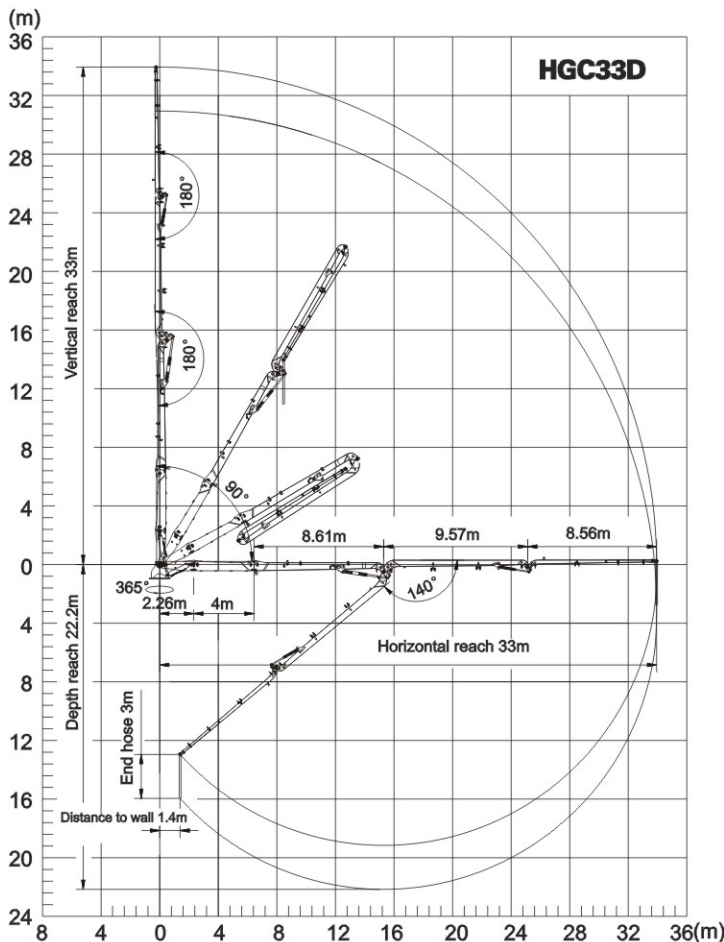 (m)
HGC33D
36
32
28
24
20
16
12
8
4
0
4
8
12
16
20
24
8
4
0
4
8
12
16
20
24
28
32
36(m)
Vertical reach 33m
180°
180°
90°
8.61m
9.57m
8.56m
365°
2.26m
4m
140°
Horizontal reach 33m
Depth reach 22.2m
End hose 3m
Distance to wall 1.4m